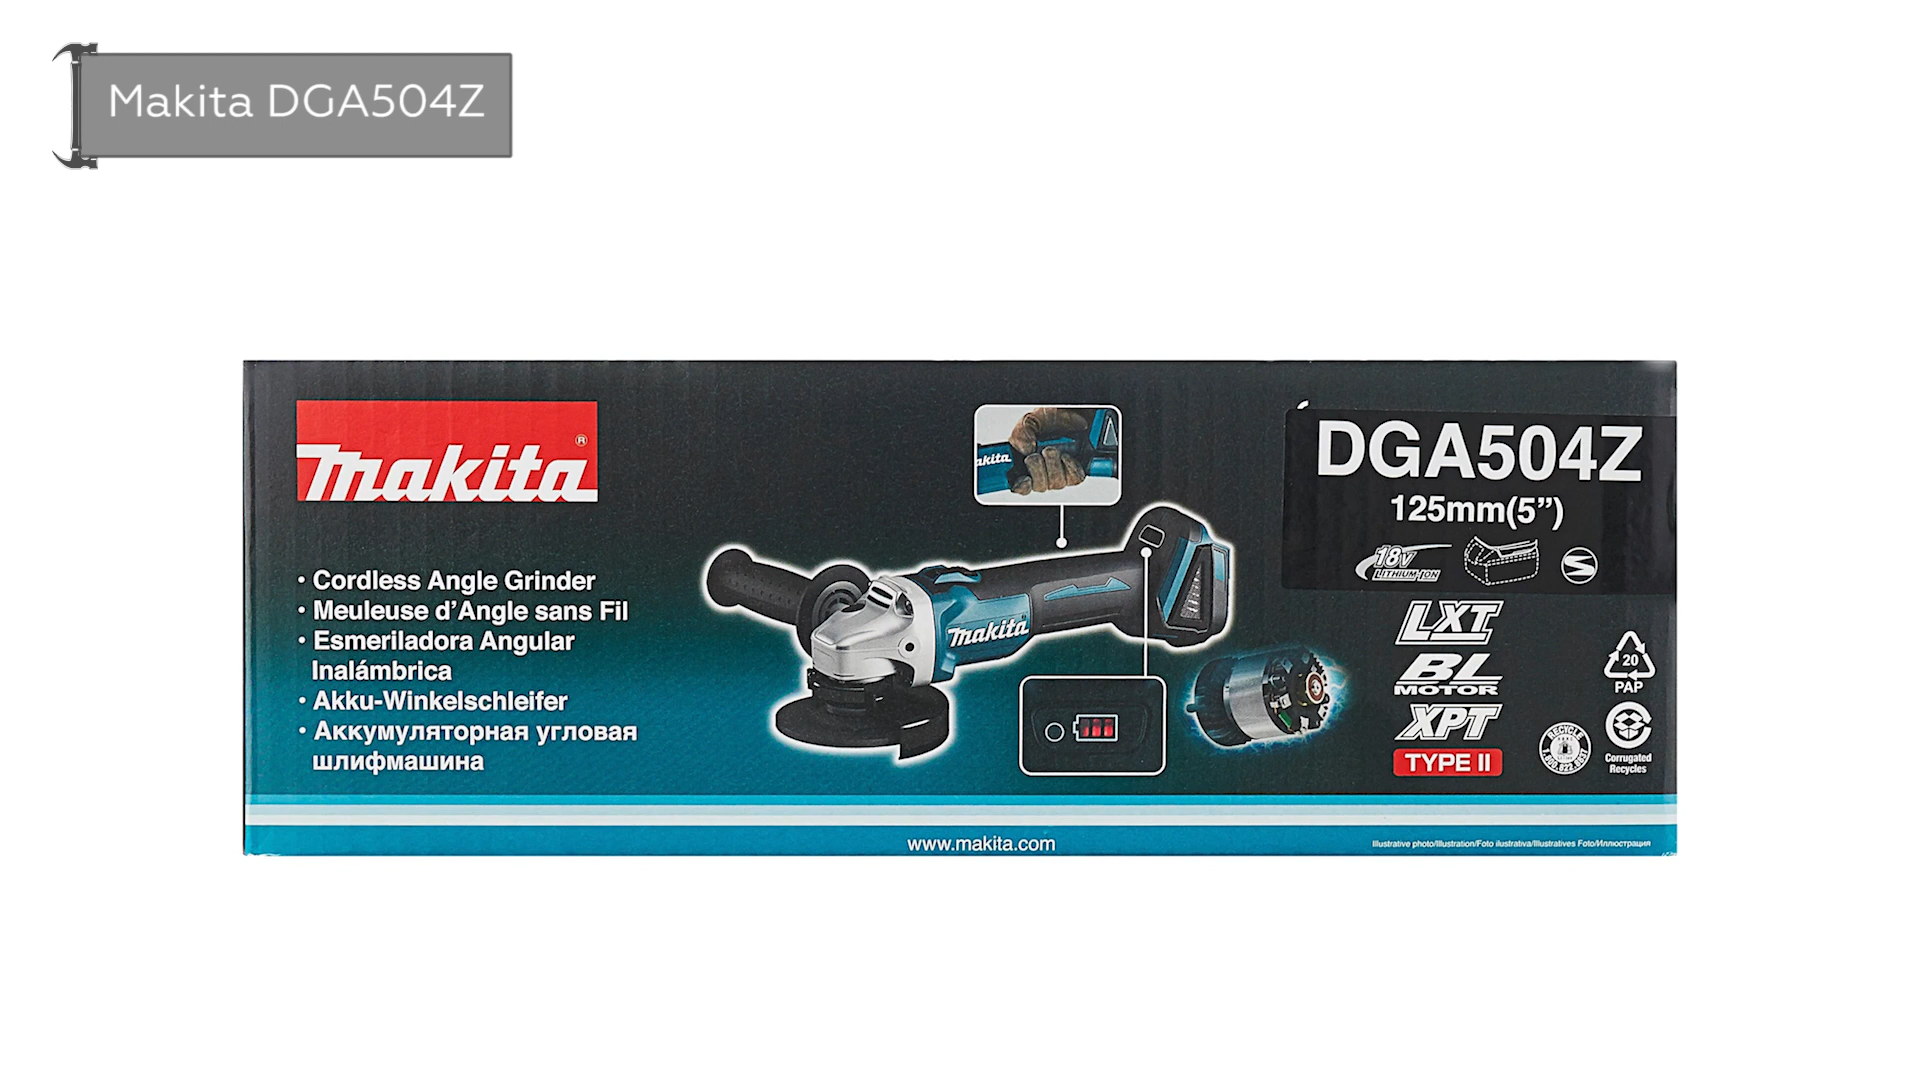 Makita DGA504Z
makita®
DGA504Z
125mm(5”)
18V
LITHIUM-ION
akita
• Cordless Angle Grinder
• Meuleuse d’Angle sans Fil
• Esmeriladora Angular
Inalámbrica
• Akku-Winkelschleifer
• Аккумуляторная угловая
шлифмашина
makita
LXT
BL
MOTOR
XPT
TYPE II
20
PAP
RECYCLE
Corrugated
Recycles
www.makita.com
Illustrative photo/Illustration/Foto ilustrativa/Illustratives Foto/Иллюстрация